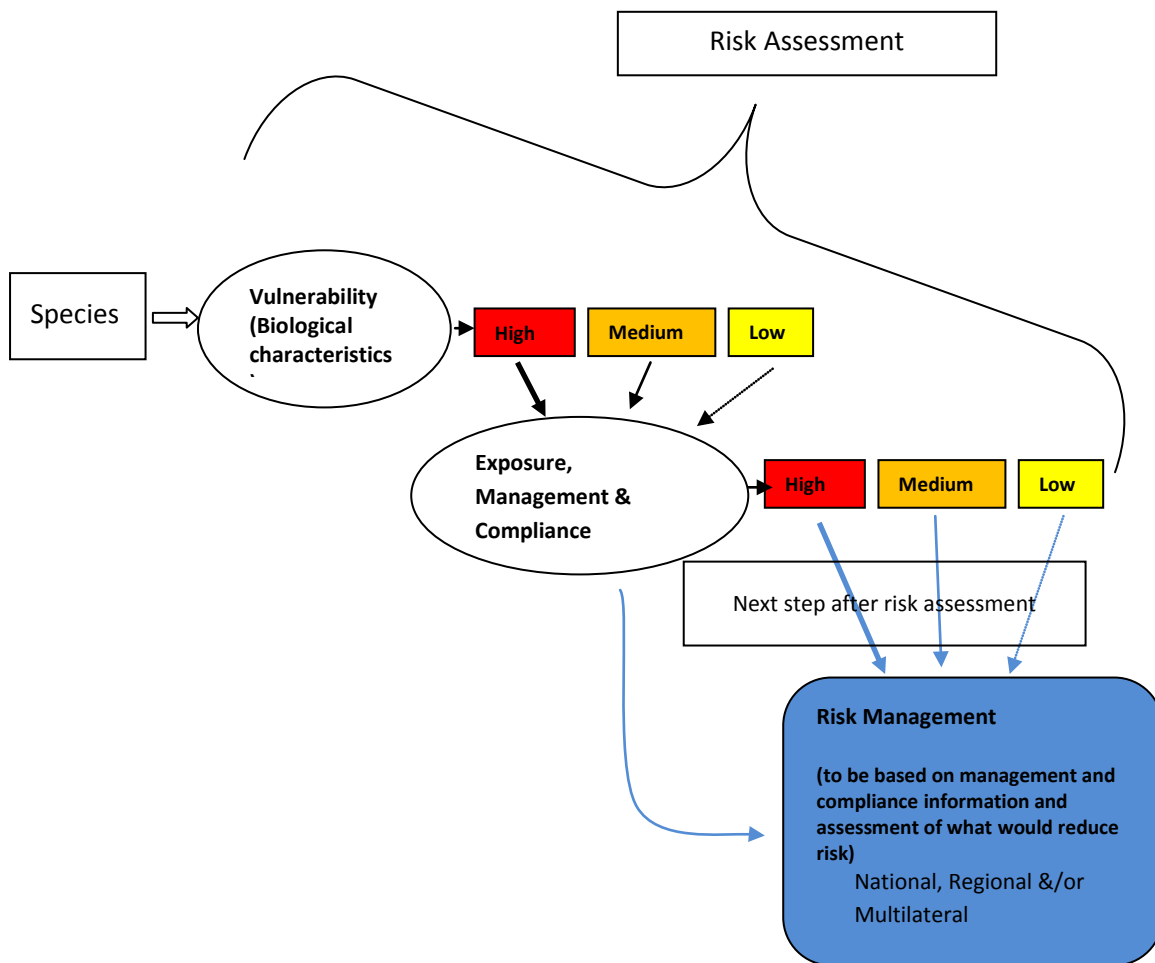 Risk Assessment
Species
Vulnerability
(Biological
characteristics
High
Medium
Low
Exposure,
Management &
Compliance
High
Medium
Low
Next step after risk assessment
Risk Management
(to be based on management and
compliance information and
assessment of what would reduce
risk)
National, Regional &/or
Multilateral